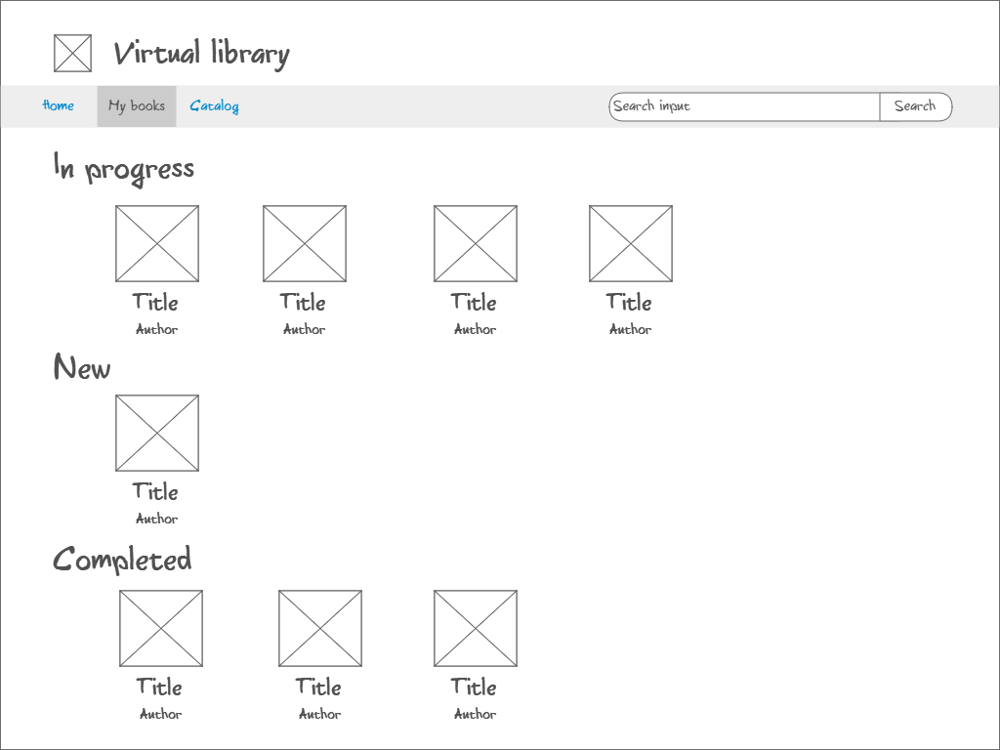 Virtual library
Home My books Catalog Search input Search
In progress
Title Title Title Title
Author Author Author Author
New
Title
Author
Completed
Title Title Title
Author Author Author